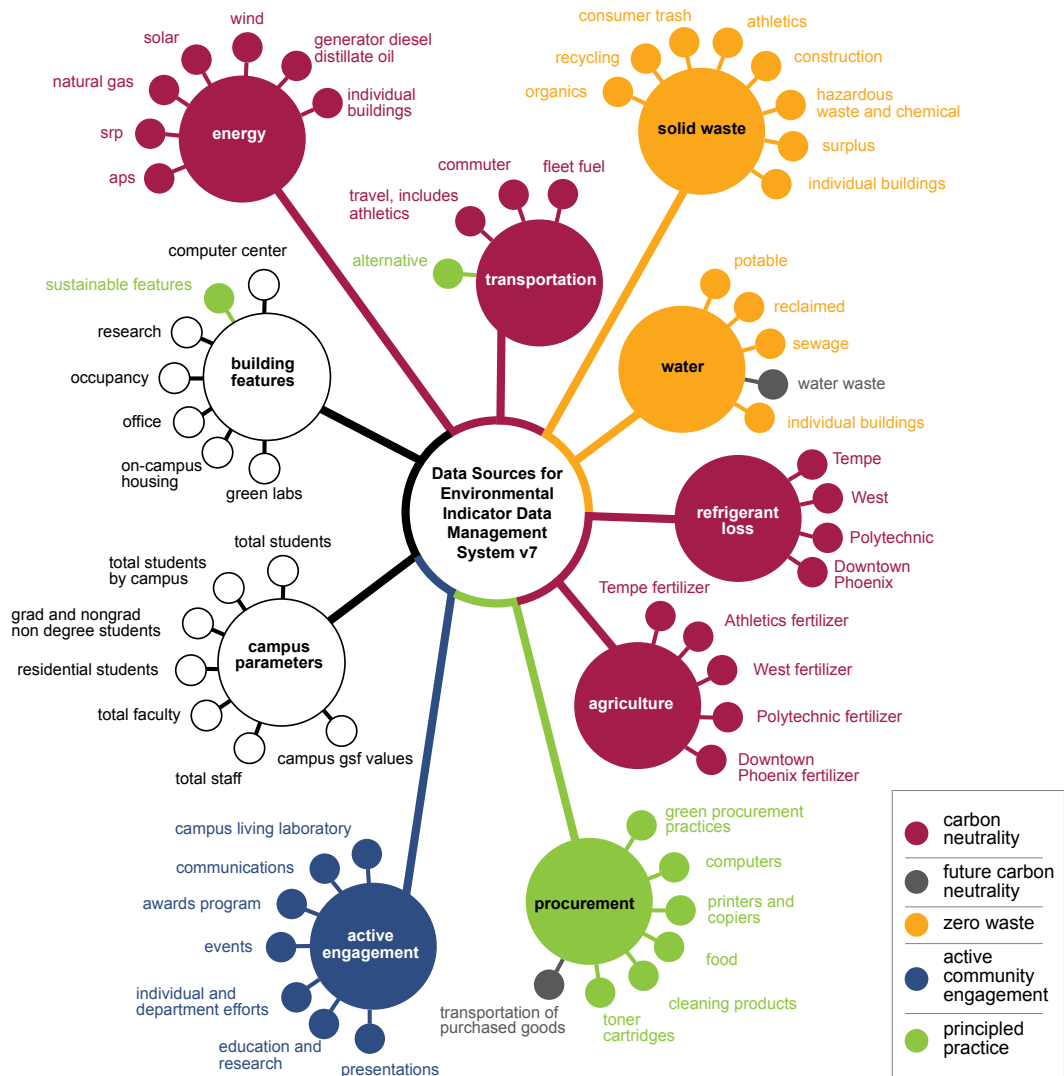 wind
solar
generator diesel
distillate oil
natural gas
individual
buildings
srp
energy
aps
consumer trash
athletics
recycling
construction
organics
hazardous
waste and chemical
solid waste
surplus
individual buildings
commuter
fleet fuel
travel, includes
athletics
alternative
transportation
computer center
sustainable features
research
building
features
occupancy
office
on-campus
housing
green labs
potable
reclaimed
sewage
water
water waste
individual buildings
Data Sources for
Environmental
Indicator Data
Management
System v7
Tempe
West
refrigerant
loss
Polytechnic
Downtown
Phoenix
total students
total students
by campus
grad and nongrad
non degree students
campus
parameters
residential students
total faculty
campus gsf values
total staff
Tempe fertilizer
Athletics fertilizer
West fertilizer
agriculture
Polytechnic fertilizer
Downtown
Phoenix fertilizer
campus living laboratory
communications
awards program
active
engagement
events
individual and
department efforts
education and
research
presentations
green procurement
practices
computers
procurement
printers and
copiers
food
cleaning products
toner
cartridges
transportation of
purchased goods
carbon
neutrality
future carbon
neutrality
zero waste
active
community
engagement
principled
practice